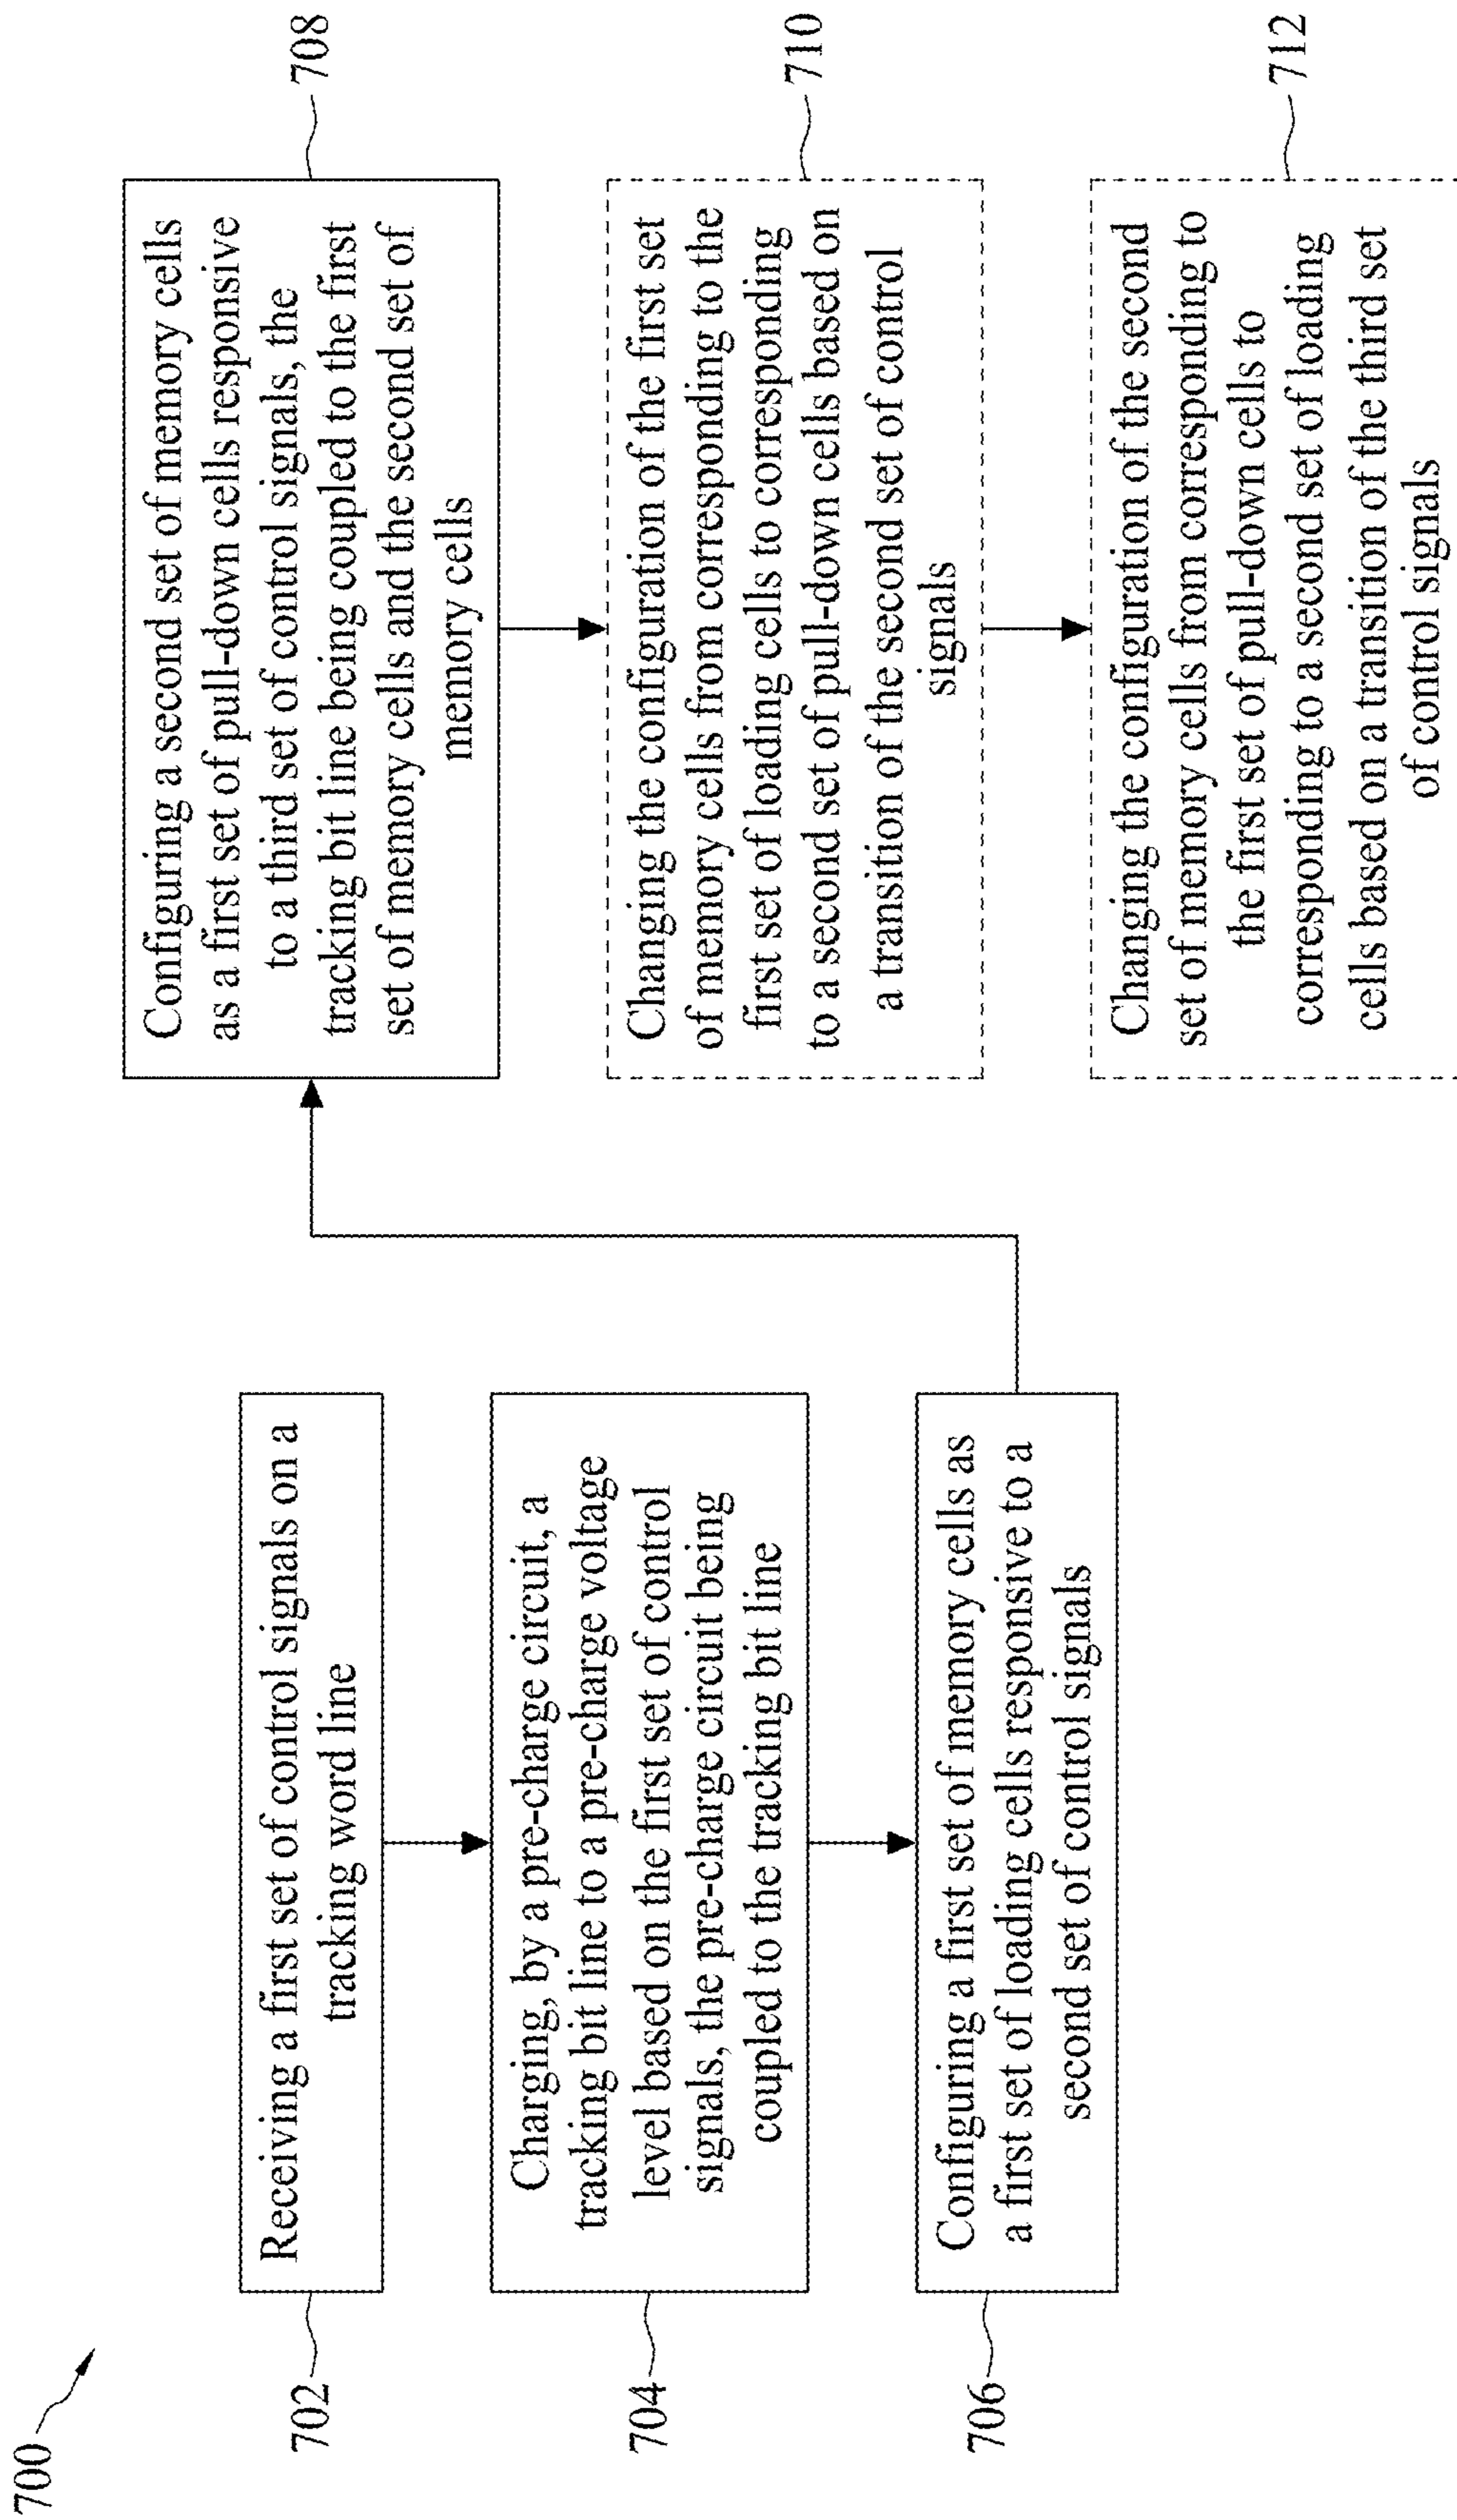 700
702
Receiving a first set of control signals on a
tracking word line
704
Charging, by a pre-charge circuit, a
tracking bit line to a pre-charge voltage
level based on the first set of control
signals, the pre-charge circuit being
coupled to the tracking bit line
706
Configuring a first set of memory cells as
a first set of loading cells responsive to a
second set of control signals
708
Configuring a second set of memory cells
as a first set of pull-down cells responsive
to a third set of control signals, the
tracking bit line being coupled to the first
set of memory cells and the second set of
memory cells
710
Changing the configuration of the first set
of memory cells from corresponding to the
first set of loading cells to corresponding
to a second set of pull-down cells based on
a transition of the second set of control
signals
712
Changing the configuration of the second
set of memory cells from corresponding to
the first set of pull-down cells to
corresponding to a second set of loading
cells based on a transition of the third set
of control signals